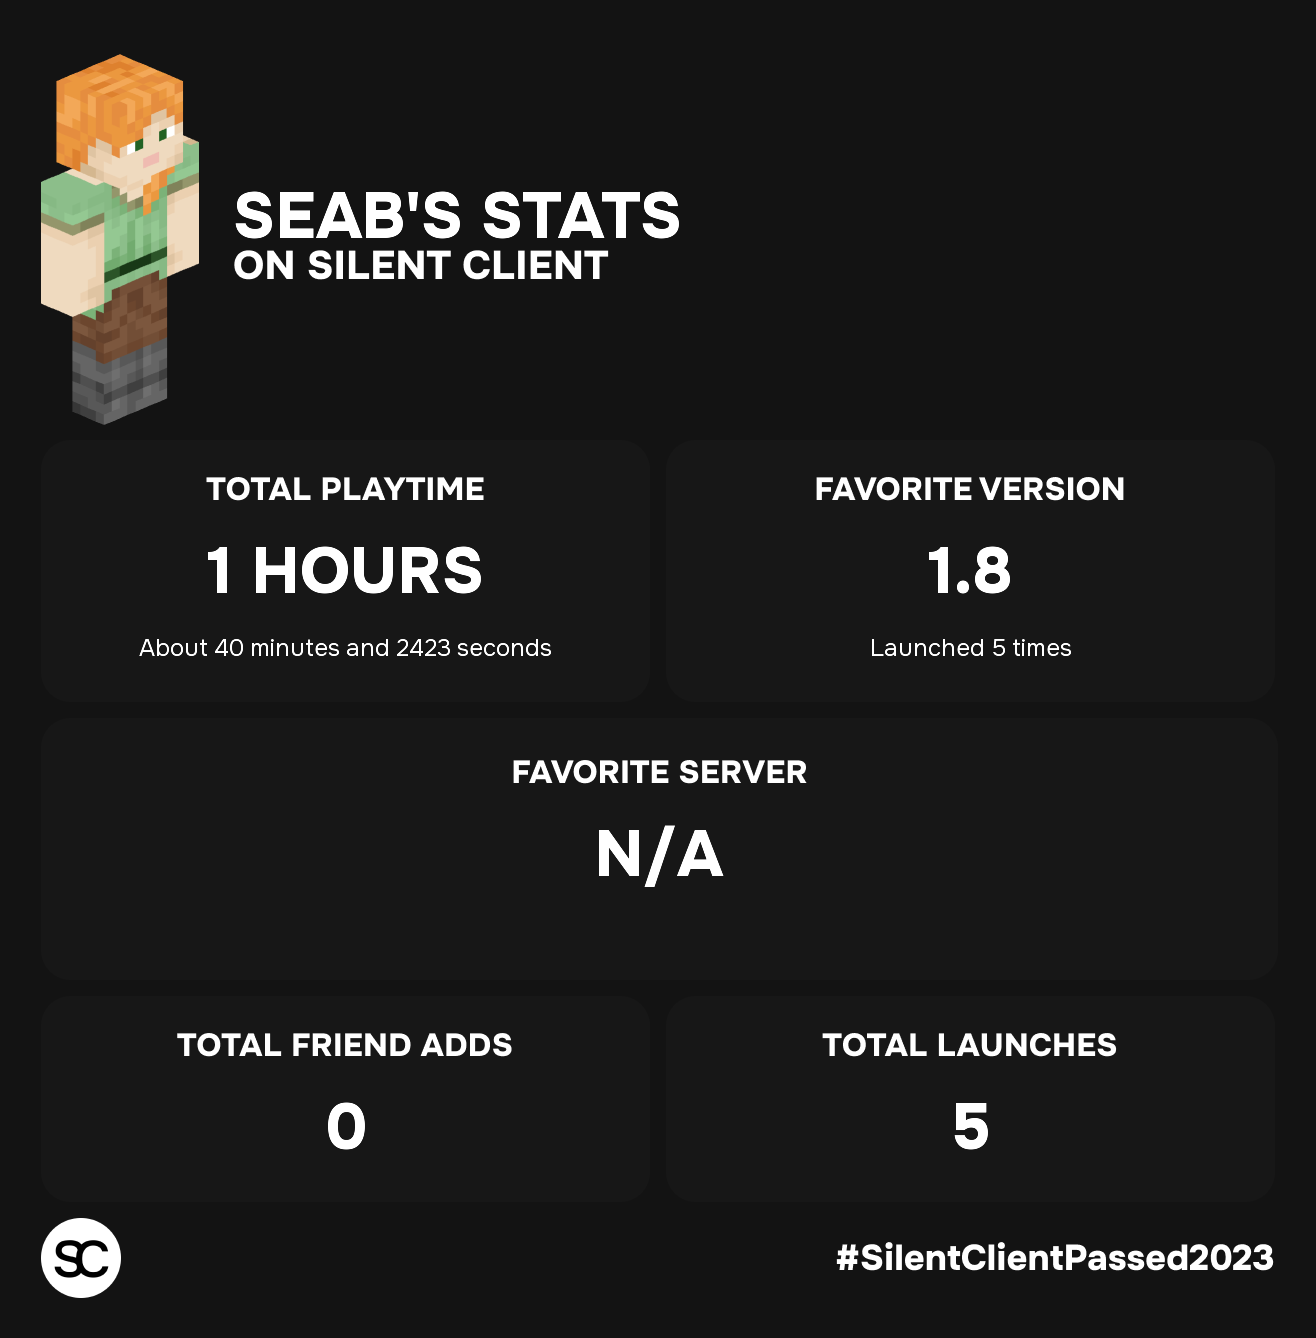 SEAB'S STATS
ON SILENT CLIENT
TOTAL PLAYTIME
1 HOURS
About 40 minutes and 2423 seconds
FAVORITE VERSION
1.8
Launched 5 times
FAVORITE SERVER
N/A
TOTAL FRIEND ADDS
0
TOTAL LAUNCHES
5
SC
#SilentClientPassed2023